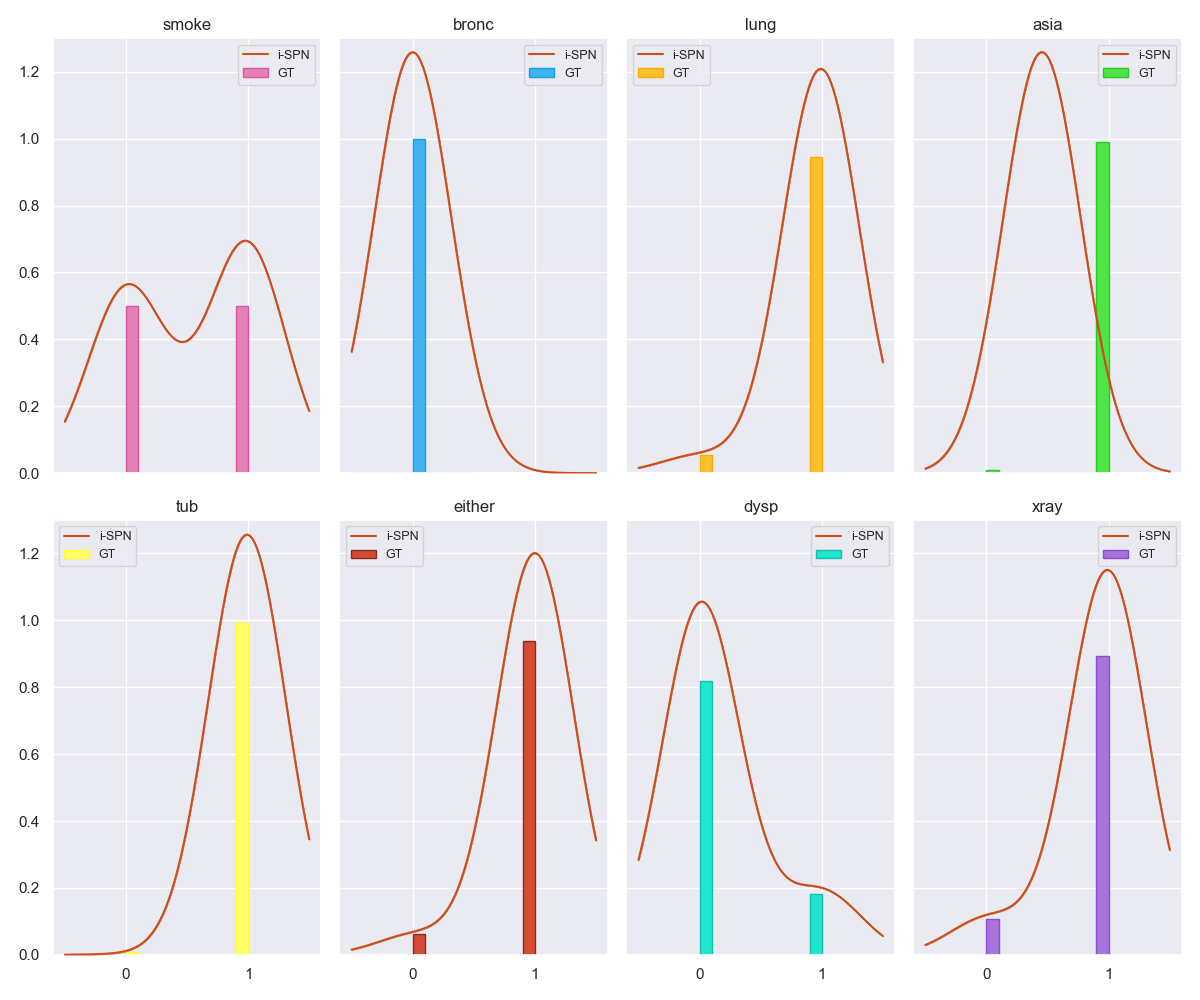 smoke
bronc
lung
asia
i-SPN
GT
i-SPN
GT
i-SPN
GT
i-SPN
GT
1.2
1.0
0.8
0.6
0.4
0.2
0.0
tub
either
dysp
xray
i-SPN
GT
i-SPN
GT
i-SPN
GT
i-SPN
GT
1.2
1.0
0.8
0.6
0.4
0.2
0.0
0 1
0 1
0 1
0 1